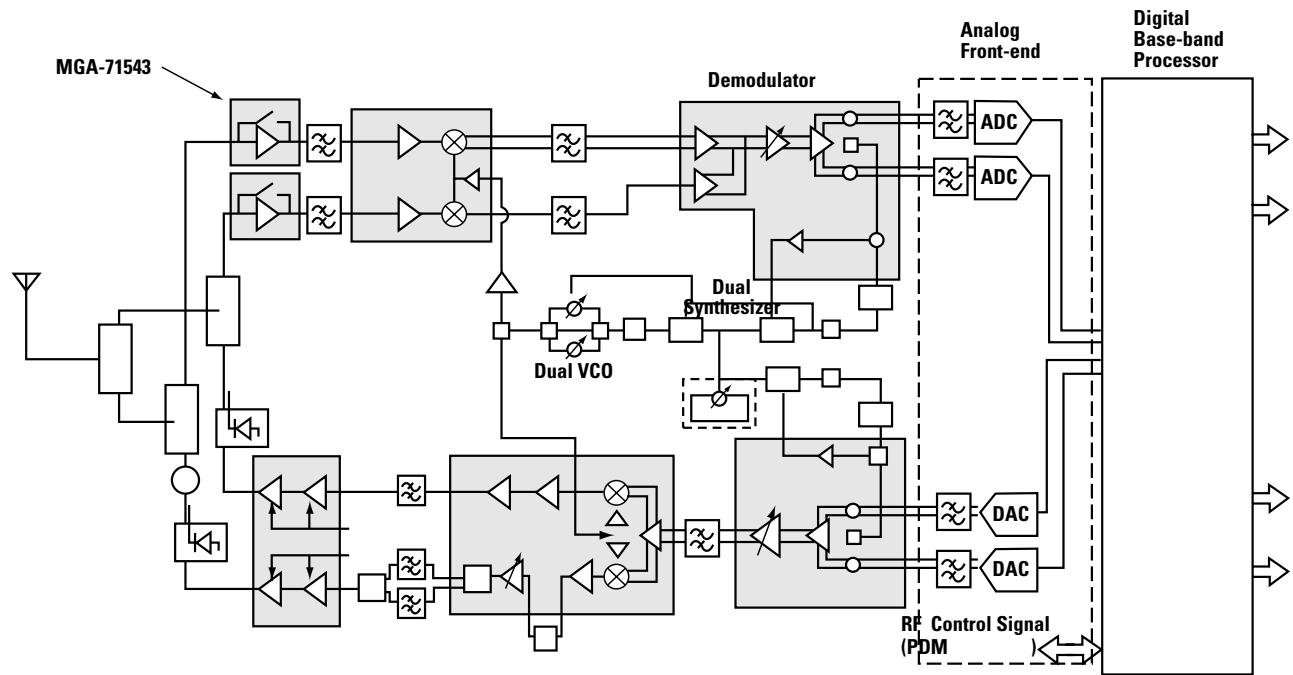 Analog
Front-end
Digital
Base-band
Processor
MGA-71543
Demodulator
ADC
ADC
Dual
Synthesizer
Dual VCO
DAC
DAC
RF Control Signal
(PDM )